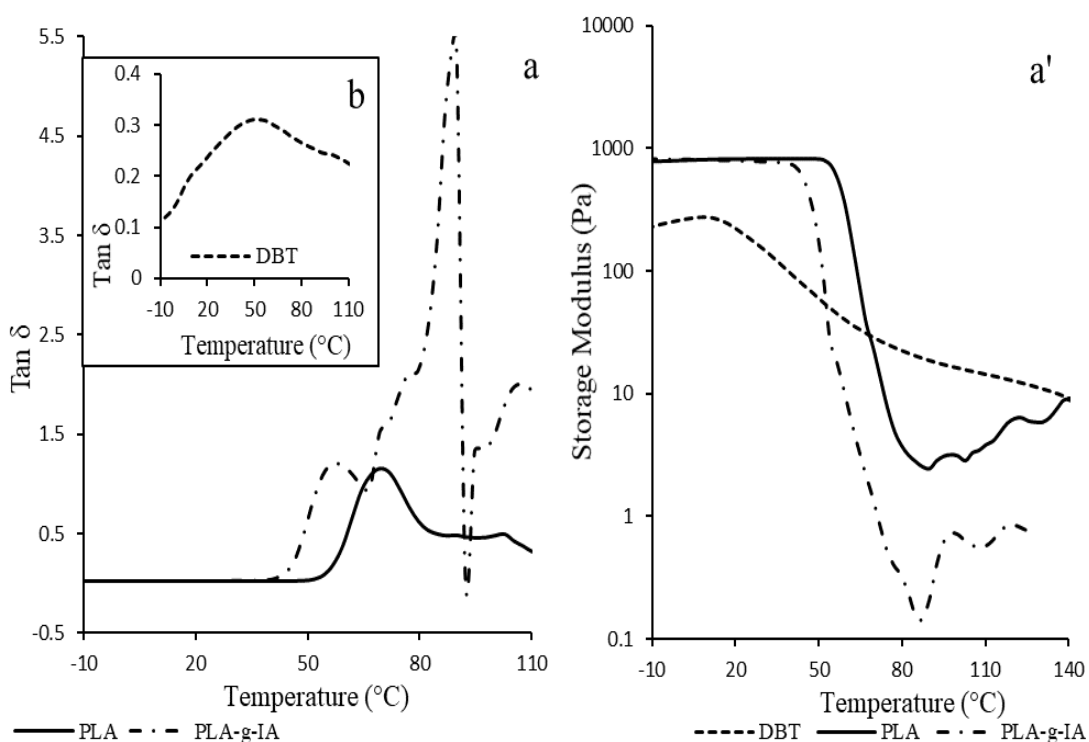 a
5.5
4.5
3.5
2.5
1.5
0.5
-0.5
Tan δ
-10
20
50
80
110
Temperature (°C)
PLA
PLA-g-IA
b
0.4
0.3
0.2
0.1
0
Tan δ
DBT
-10
20
50
80
110
Temperature (°C)
a'
10000
1000
100
10
1
0.1
Storage Modulus (Pa)
-10
20
50
80
110
140
Temperature (°C)
DBT
PLA
PLA-g-IA